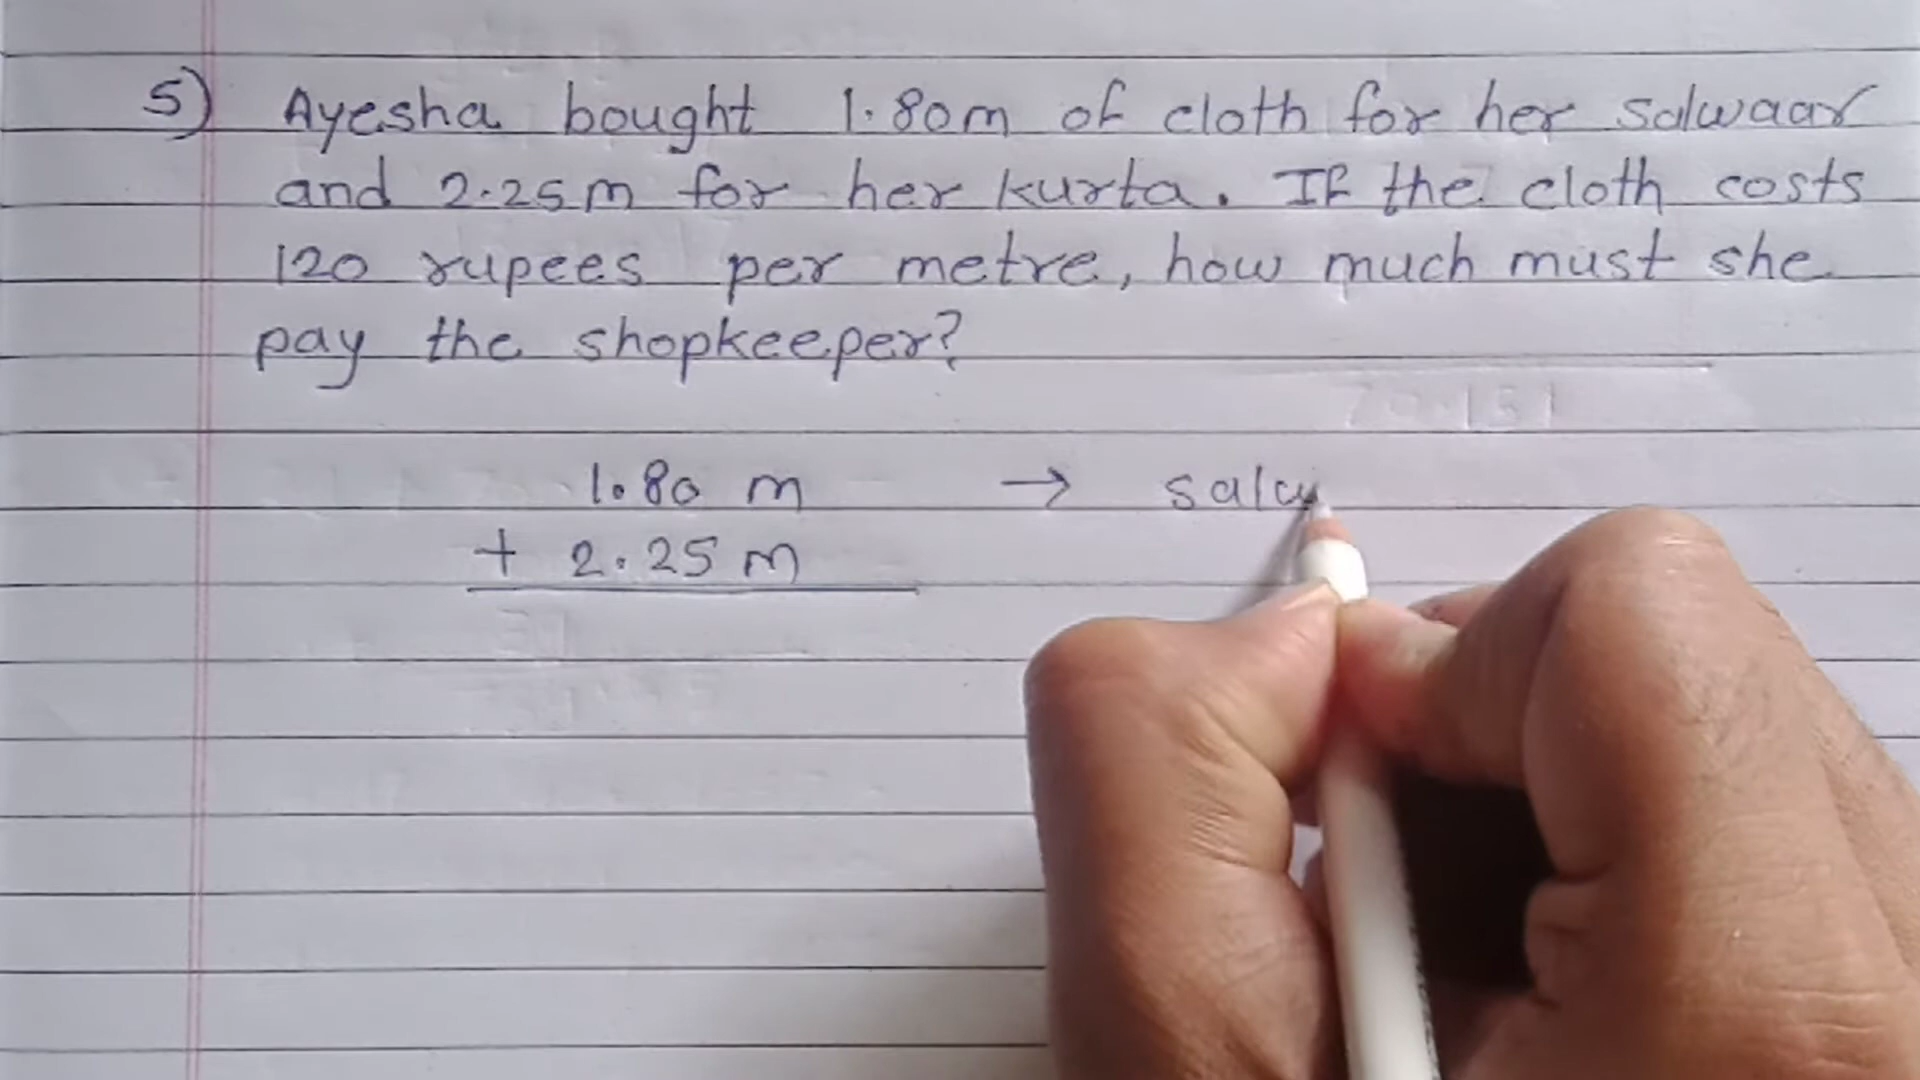 5) Ayesha bought 1.80m of cloth for her salwaar
and 2.25m for her kurta. If the cloth costs
120 rupees per metre, how much must she
pay the shopkeeper?
1.80 m → salw
+ 2.25 m